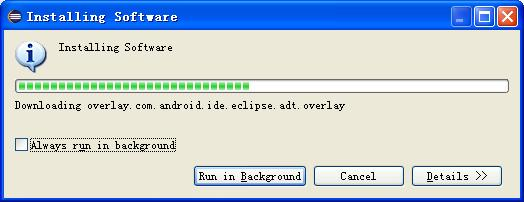 Installing Software
Installing Software
Downloading overlay.com.android.ide.eclipse.adt.overlay
Always run in background
Run in Background
Cancel
Details >>